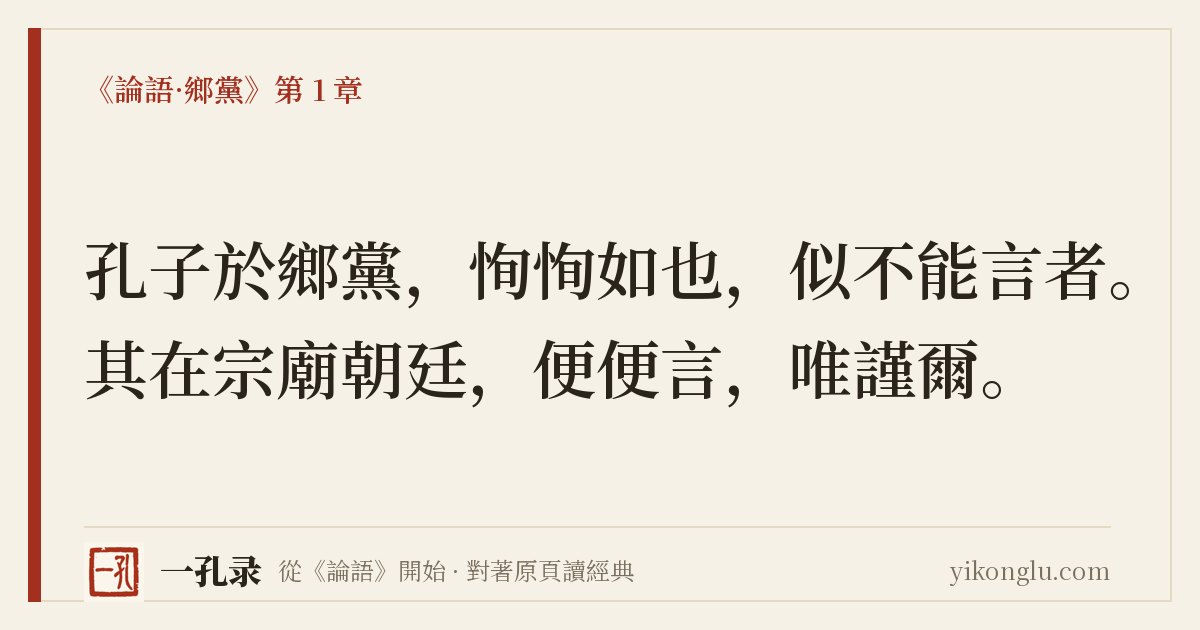 《論語·鄉黨》第 1 章
孔子於鄉黨，恂恂如也，似不能言者。
其在宗廟朝廷，便便言，唯謹爾。
一孔
一孔录 從《論語》開始 · 對著原頁讀經典
yikonglu.com